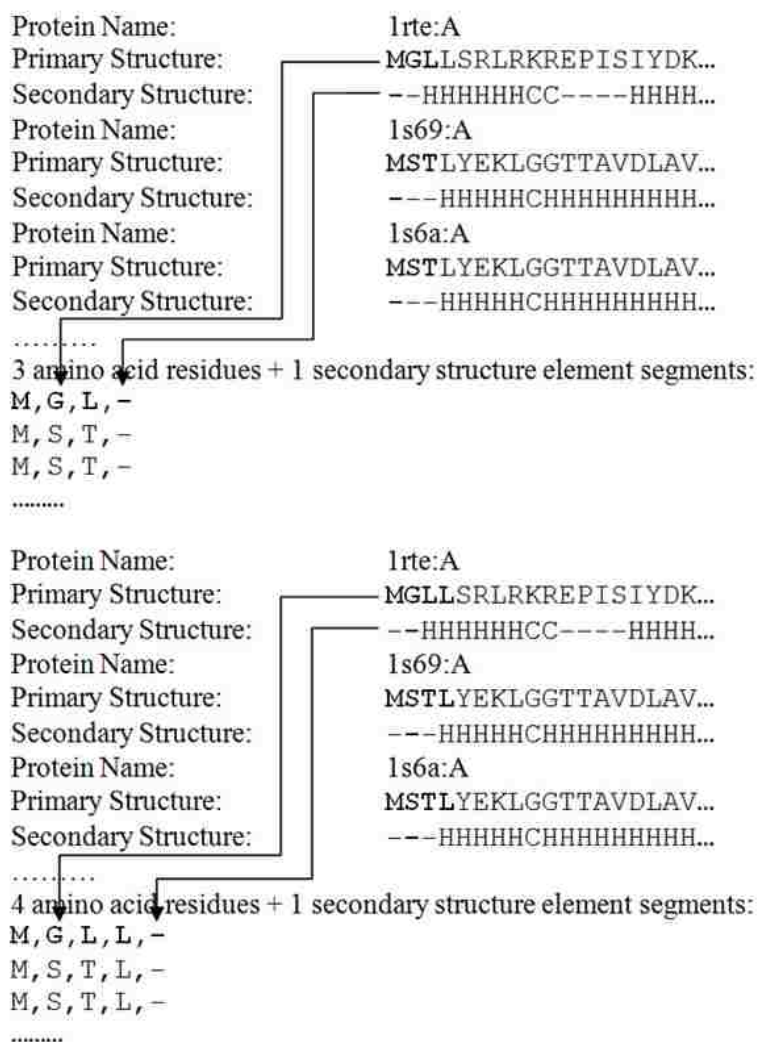 Protein Name: 1rte:A
Primary Structure: MGLLSRLRKREPISIYDK...
Secondary Structure: --HHHHHHCC----HHHH...
Protein Name: 1s69:A
Primary Structure: MSTLYEKLGGTTAVDLAV...
Secondary Structure: ---HHHHHCHHHHHHHHH...
Protein Name: 1s6a:A
Primary Structure: MSTLYEKLGGTTAVDLAV...
Secondary Structure: ---HHHHHCHHHHHHHHH...
.........
3 amino acid residues + 1 secondary structure element segments:
M,G,L,-
M,S,T,-
M,S,T,-
.........
Protein Name: 1rte:A
Primary Structure: MGLLSRLRKREPISIYDK...
Secondary Structure: --HHHHHHCC----HHHH...
Protein Name: 1s69:A
Primary Structure: MSTLYEKLGGTTAVDLAV...
Secondary Structure: ---HHHHHCHHHHHHHHH...
Protein Name: 1s6a:A
Primary Structure: MSTLYEKLGGTTAVDLAV...
Secondary Structure: ---HHHHHCHHHHHHHHH...
.........
4 amino acid residues + 1 secondary structure element segments:
M,G,L,L,-
M,S,T,L,-
M,S,T,L,-
.........